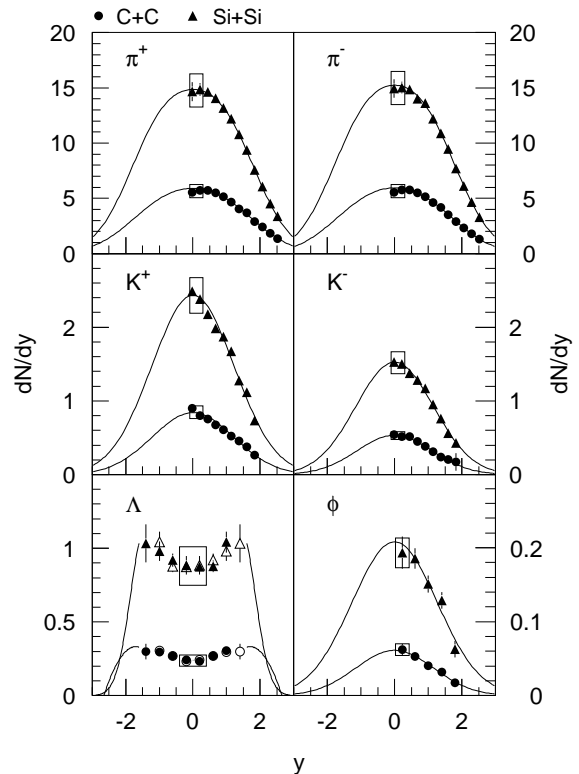 C+C Si+Si
π+ π-
20 20
15 15
10 10
5 5
0 0
K+ K-
dN/dy dN/dy
2 2
1 1
0 0
Λ ϕ
1 0.2
0.5 0.1
0 0
-2 0 2 -2 0 2
y